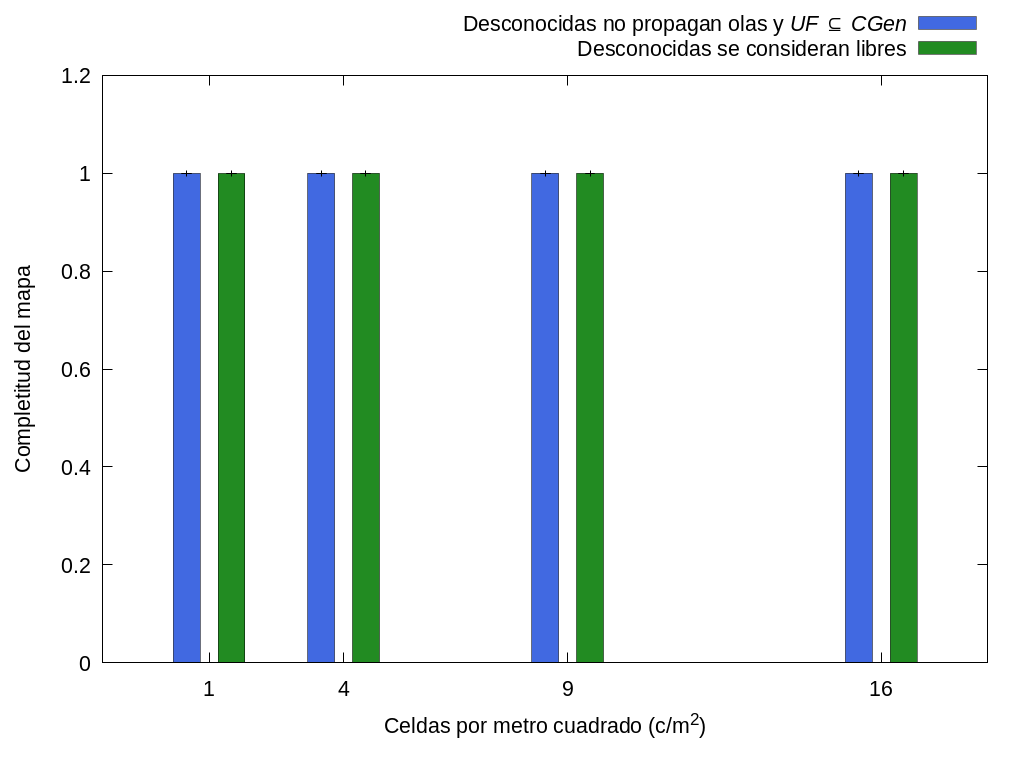 Desconocidas no propagan olas y UF ⊆ CGen
Desconocidas se consideran libres
1.2
1
0.8
0.6
0.4
0.2
0
Completitud del mapa
1 4 9 16
Celdas por metro cuadrado (c/m²)